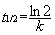 t1/2 = ln 2 / k